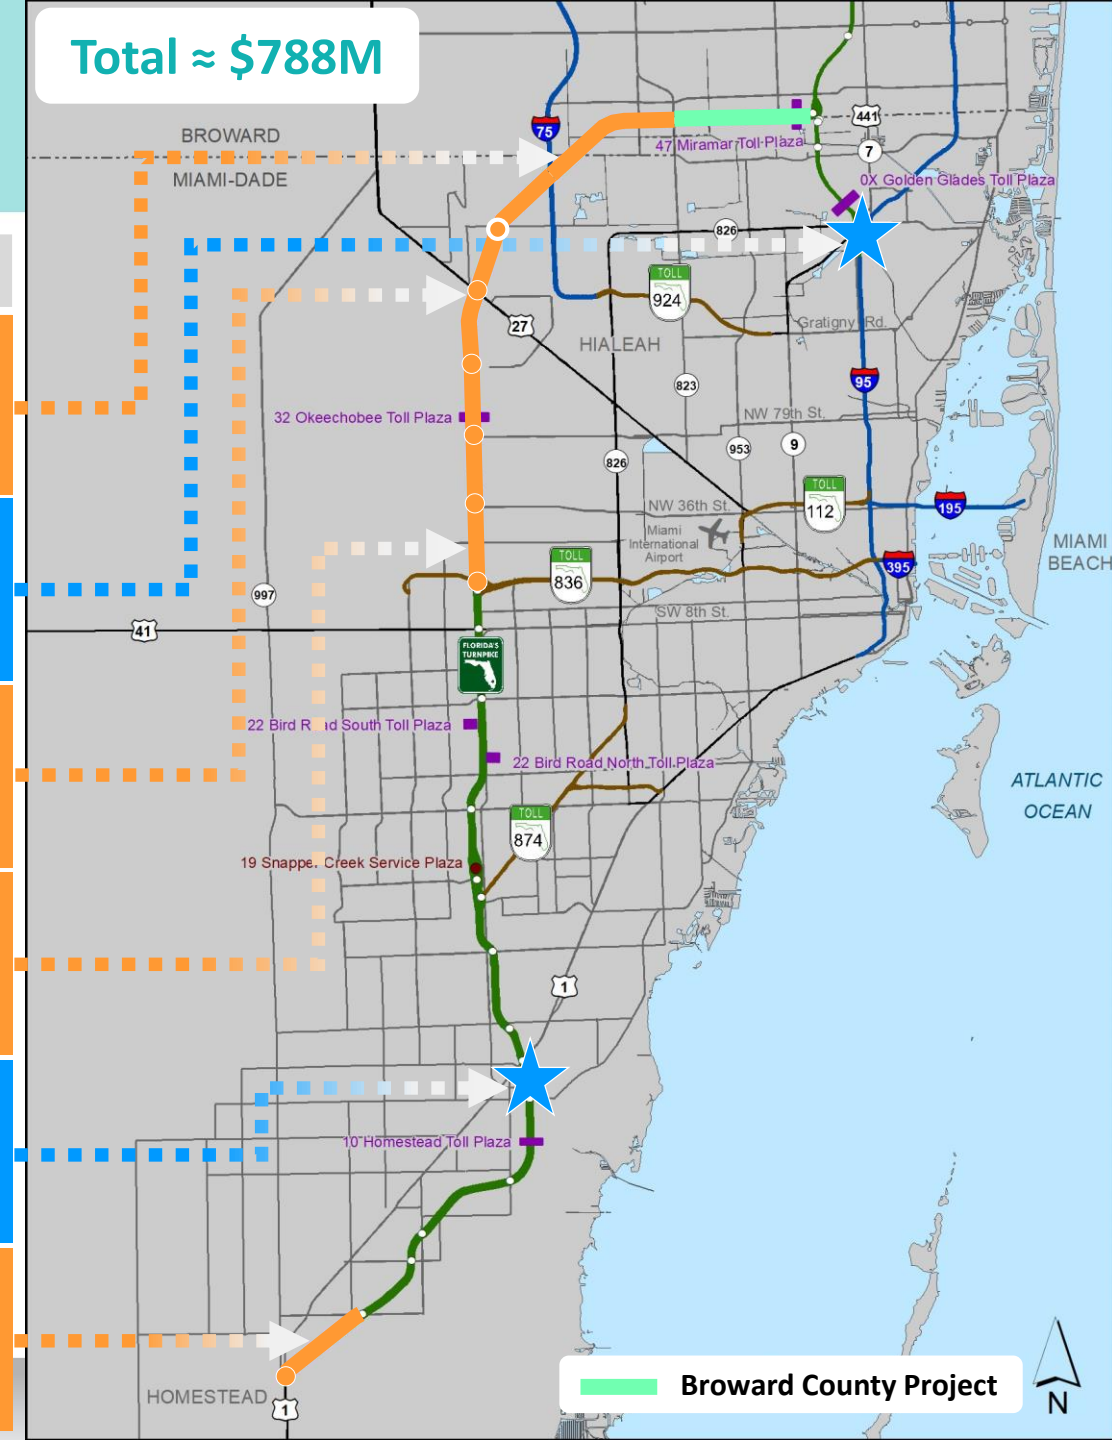 Total ≈ $788M
BROWARD
MIAMI-DADE
75
441
47 Miramar Toll Plaza
7
0X Golden Glades Toll Plaza
826
TOLL
924
27
Gratigny Rd.
HIALEAH
823
95
32 Okeechobee Toll Plaza
NW 79th St.
953
9
826
TOLL
112
NW 36th St.
195
Miami
International
Airport
MIAMI
BEACH
TOLL
836
395
997
SW 8th St.
41
FLORIDA'S
TURNPIKE
22 Bird Road South Toll Plaza
22 Bird Road North Toll Plaza
ATLANTIC
OCEAN
TOLL
874
19 Snapper Creek Service Plaza
1
10 Homestead Toll Plaza
HOMESTEAD
1
Broward County Project
N